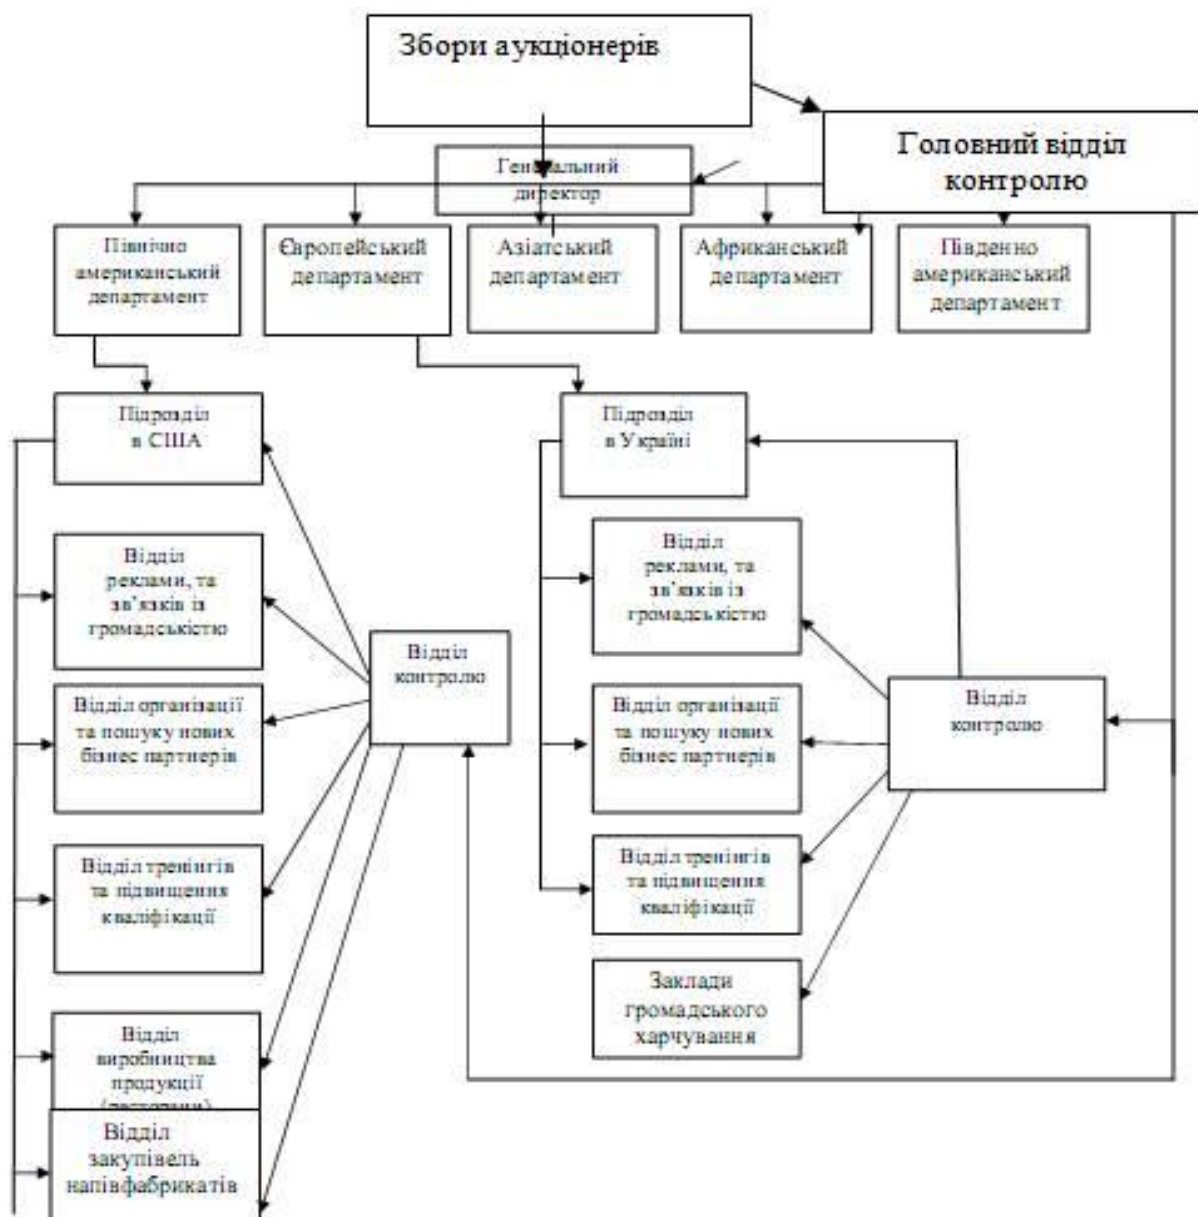 Збори аукціонерів
Головний відділ
контролю
Генеральний
директор
Північно
американський
департамент
Європейський
департамент
Азіатський
департамент
Африканський
департамент
Південно
американський
департамент
Підрозділ
в США
Підрозділ
в Україні
Відділ
реклами, та
зв’язків із
громадськістю
Відділ організації
та пошуку нових
бізнес партнерів
Відділ тренінгів
та підвищення
кваліфікації
Відділ
виробництва
продукції
(ресторани)
Відділ
закупівель
напівфабрикатів
Відділ
контролю
Відділ
реклами, та
зв’язків із
громадськістю
Відділ організації
та пошуку нових
бізнес партнерів
Відділ тренінгів
та підвищення
кваліфікації
Заклади
громадського
харчування
Відділ
контролю